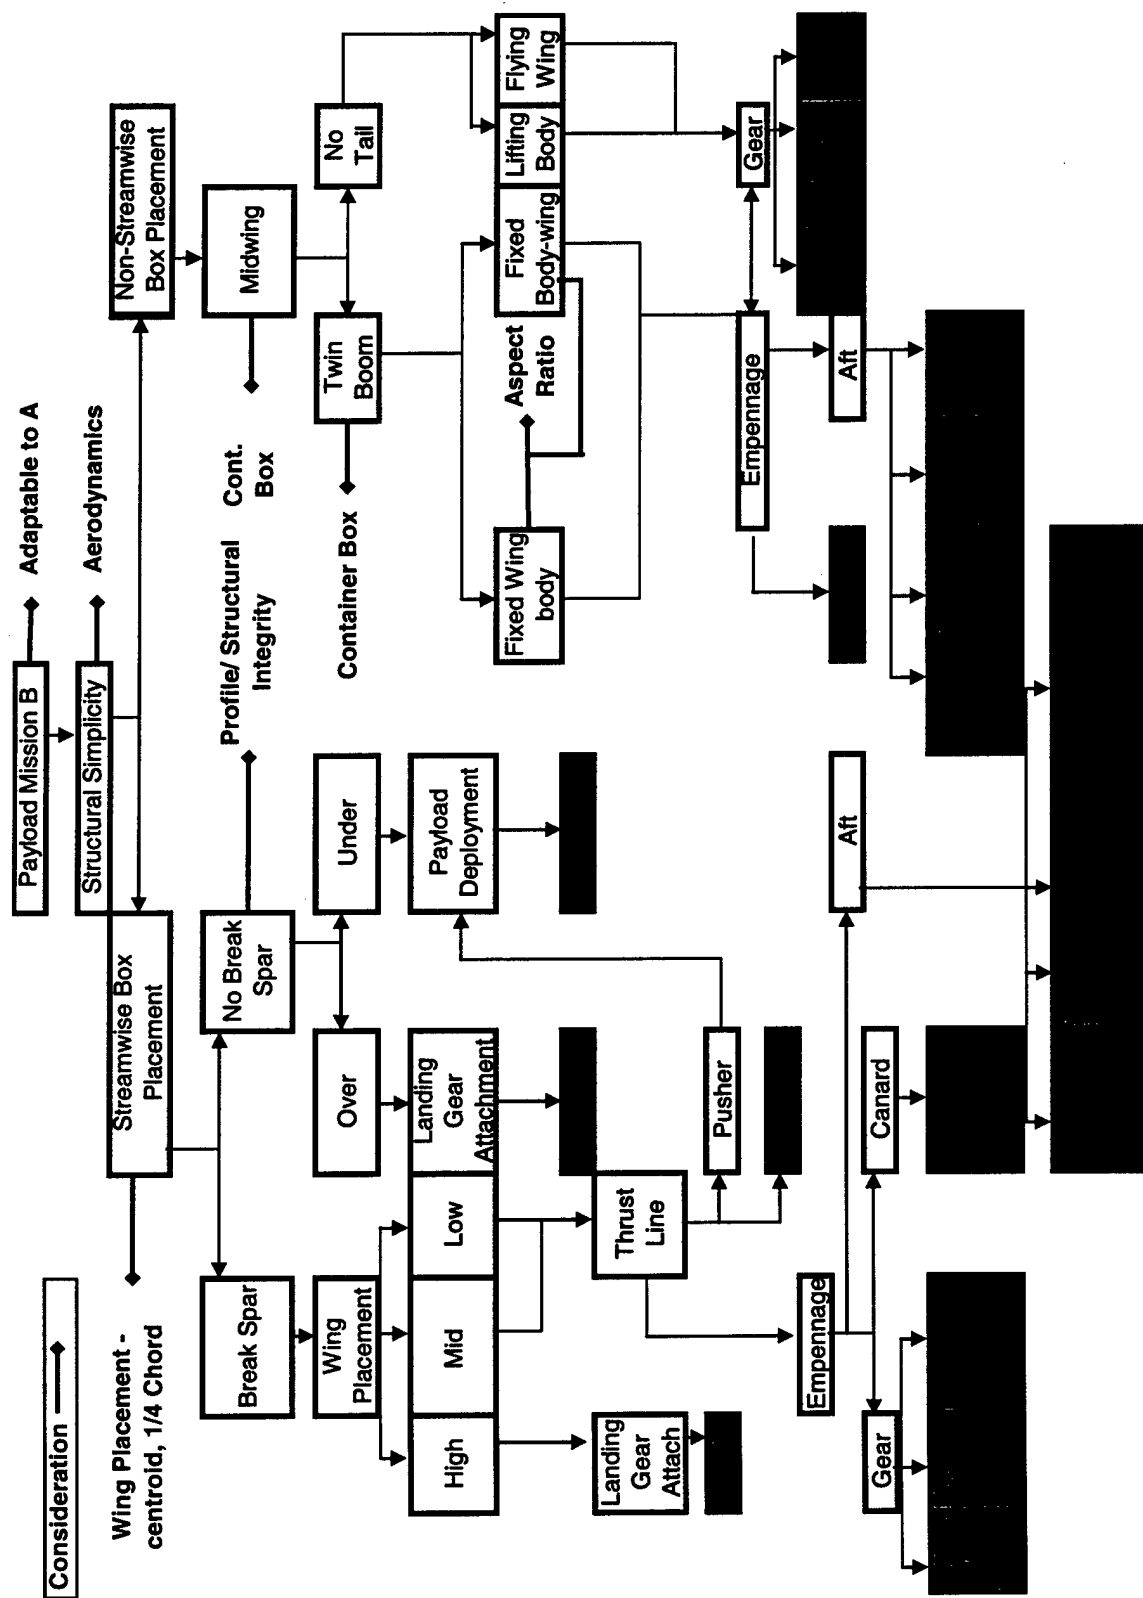 Consideration
Payload Mission B
Adaptable to A
Structural Simplicity
Aerodynamics
Wing Placement -
centroid, 1/4 Chord
Streamwise Box
Placement
Non-Streamwise
Box Placement
Break Spar
No Break
Spar
Profile/ Structural
Integrity
Cont.
Box
Midwing
Wing
Placement
Over
Under
Container Box
Twin
Boom
No
Tail
High
Mid
Low
Landing
Gear
Attachment
Payload
Deployment
Fixed Wing
body
Aspect
Ratio
Fixed
Body-wing
Lifting
Body
Flying
Wing
Landing
Gear
Attach
Thrust
Line
Pusher
Empennage
Gear
Empennage
Aft
Aft
Gear
Canard